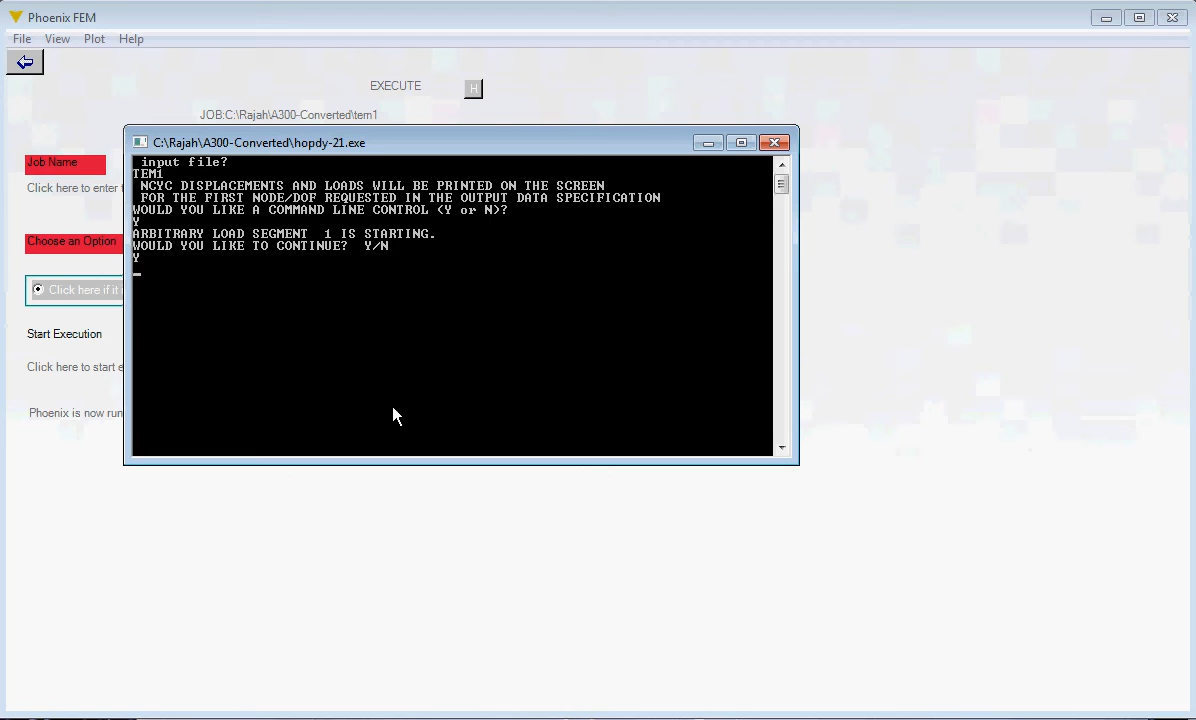 Phoenix FEM
File View Plot Help
EXECUTE H
JOB:C:\Rajah\A300-Converted\tem1
C:\Rajah\A300-Converted\hopdy-21.exe
input file?
TEM1
NCYC DISPLACEMENTS AND LOADS WILL BE PRINTED ON THE SCREEN
FOR THE FIRST NODE/DOF REQUESTED IN THE OUTPUT DATA SPECIFICATION
WOULD YOU LIKE A COMMAND LINE CONTROL (Y or N)?
Y
ARBITRARY LOAD SEGMENT 1 IS STARTING.
WOULD YOU LIKE TO CONTINUE? Y/N
Y
Job Name
Click here to enter
Choose an Option
Click here if it
Start Execution
Click here to start
Phoenix is now